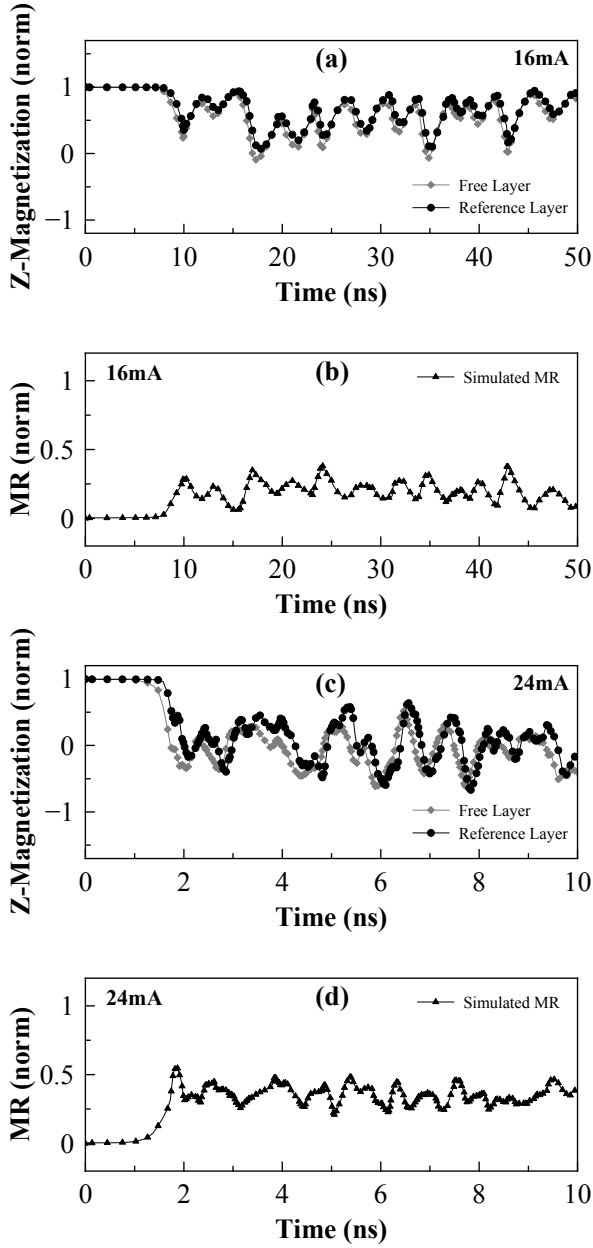 (a)
16mA
Z-Magnetization (norm)
1
0
−1
Free Layer
Reference Layer
0 10 20 30 40 50
Time (ns)
16mA
(b)
Simulated MR
MR (norm)
1
0.5
0
0 10 20 30 40 50
Time (ns)
(c)
24mA
Z-Magnetization (norm)
1
0
−1
Free Layer
Reference Layer
0 2 4 6 8 10
Time (ns)
24mA
(d)
Simulated MR
MR (norm)
1
0.5
0
0 2 4 6 8 10
Time (ns)